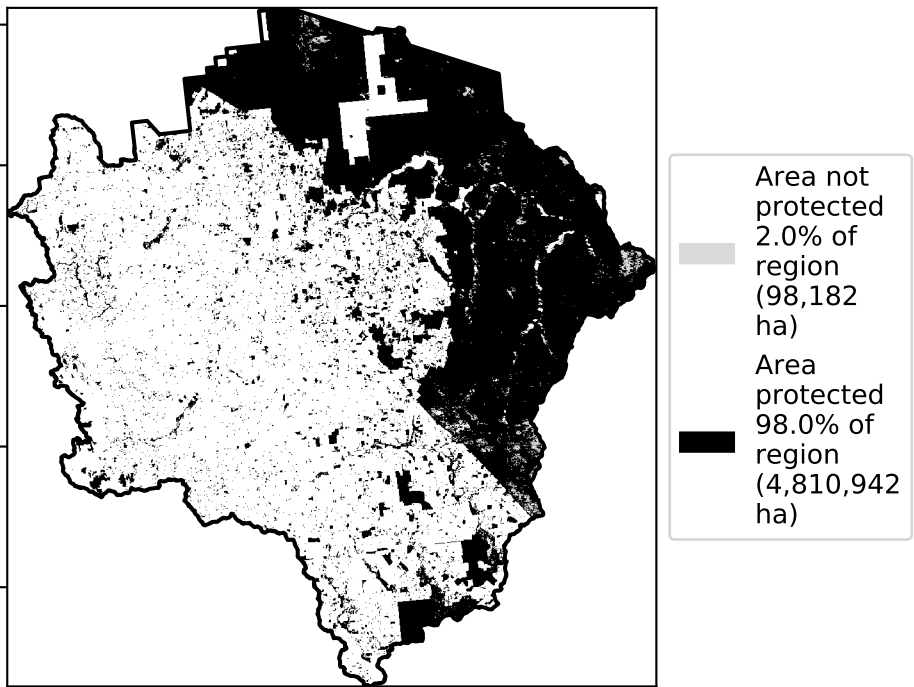 Area not
protected
2.0% of
region
(98,182
ha)
Area
protected
98.0% of
region
(4,810,942
ha)